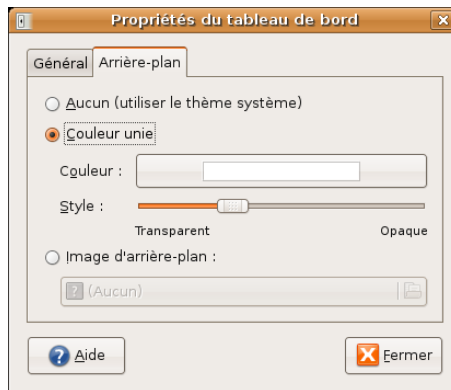 Propriétés du tableau de bord
Général Arrière-plan
Aucun (utiliser le thème système)
Couleur unie
Couleur :
Style :
Transparent Opaque
Image d'arrière-plan :
(Aucun)
Aide Fermer